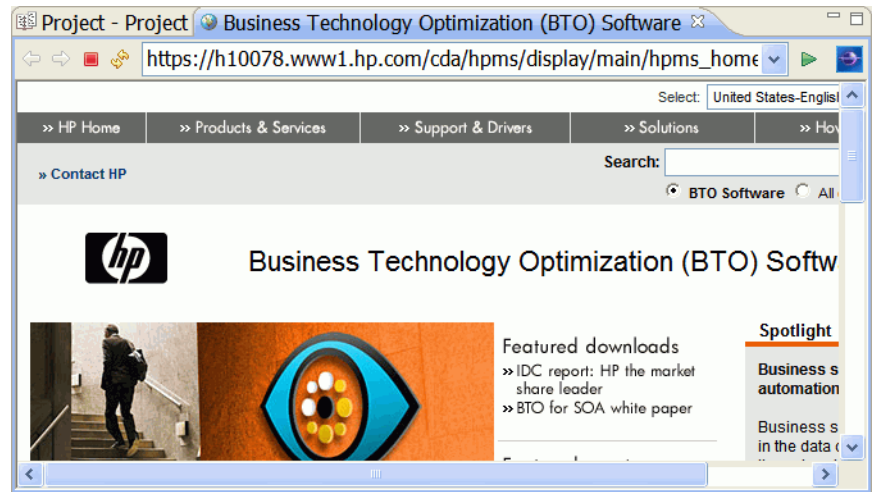 Project - Project Business Technology Optimization (BTO) Software
https://h10078.www1.hp.com/cda/hpms/display/main/hpms_home
Select: United States-Englis
» HP Home » Products & Services » Support & Drivers » Solutions » How
» Contact HP
Search:
BTO Software All
hp
Business Technology Optimization (BTO) Softw
Featured downloads
» IDC report: HP the market
share leader
» BTO for SOA white paper
Spotlight
Business s
automation
Business s
in the data